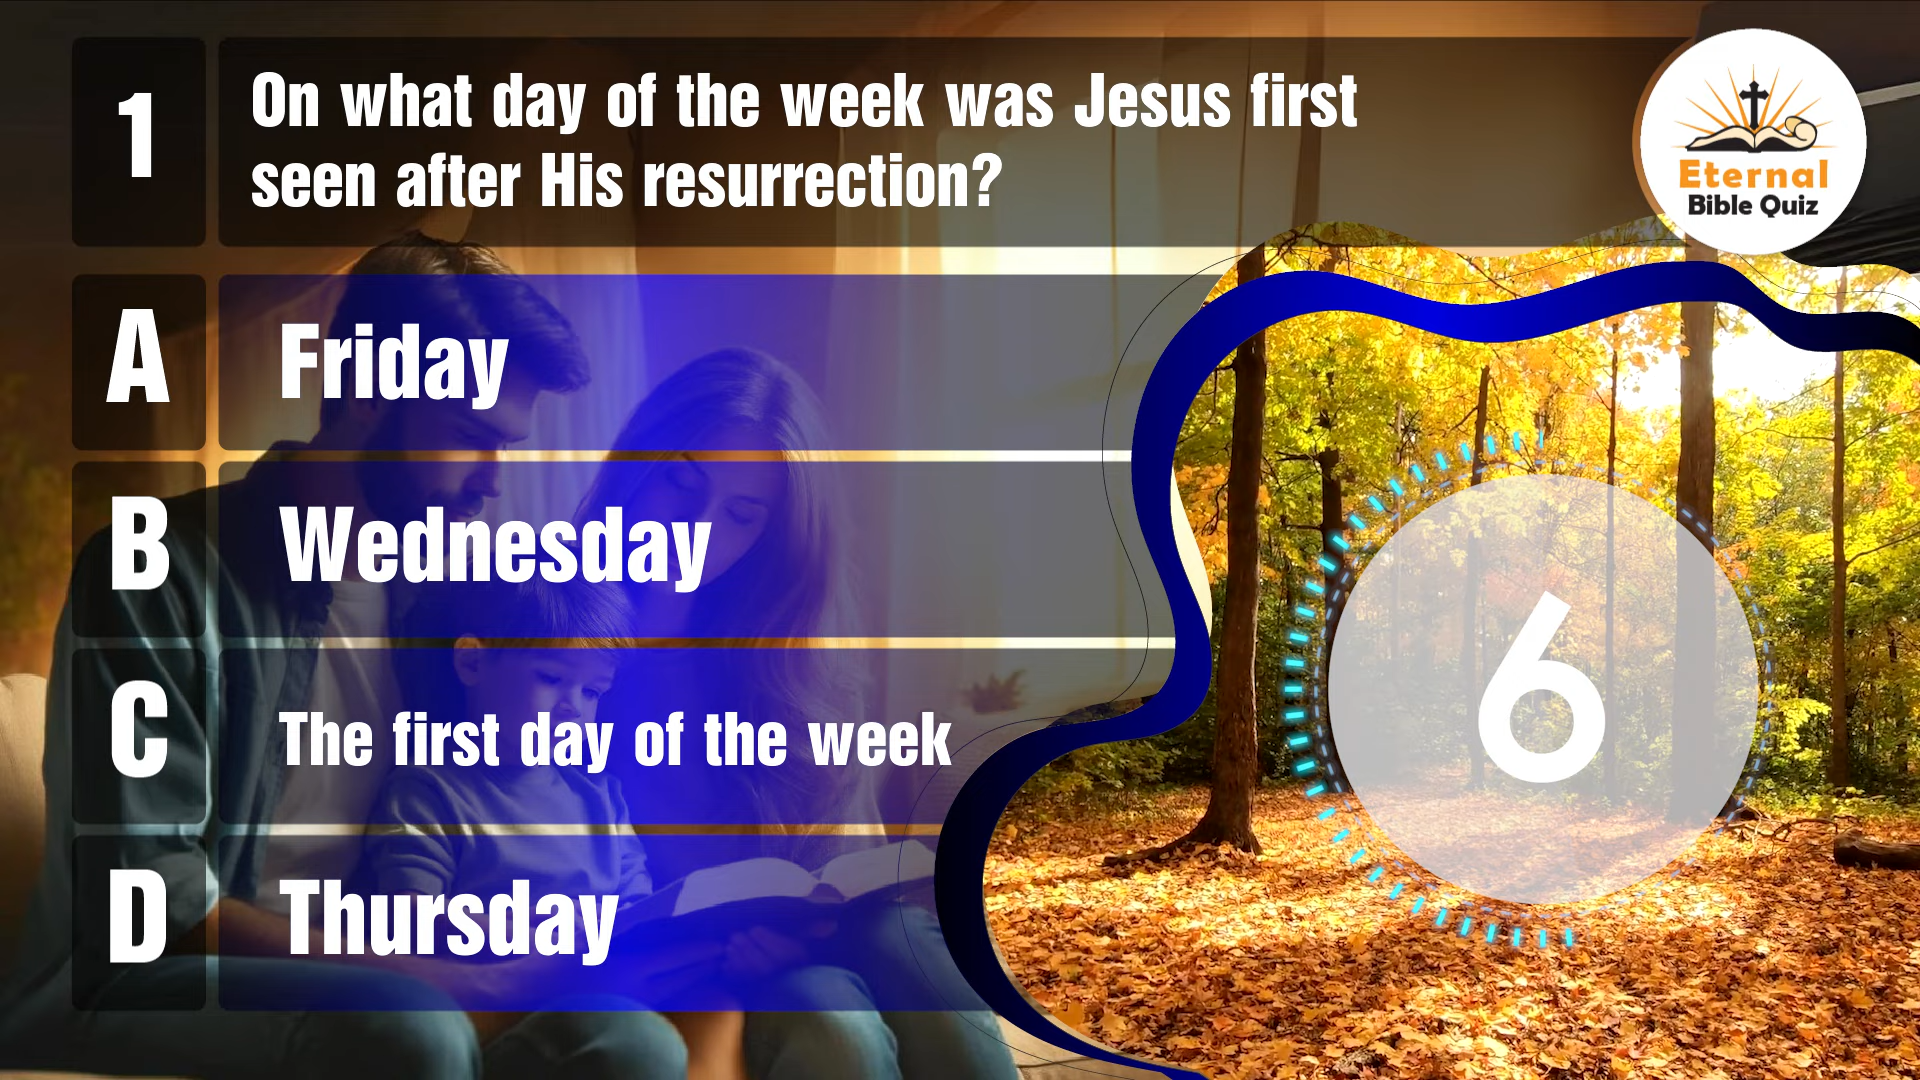 1
On what day of the week was Jesus first
seen after His resurrection?
Eternal
Bible Quiz
A
Friday
B
Wednesday
C
The first day of the week
D
Thursday
6